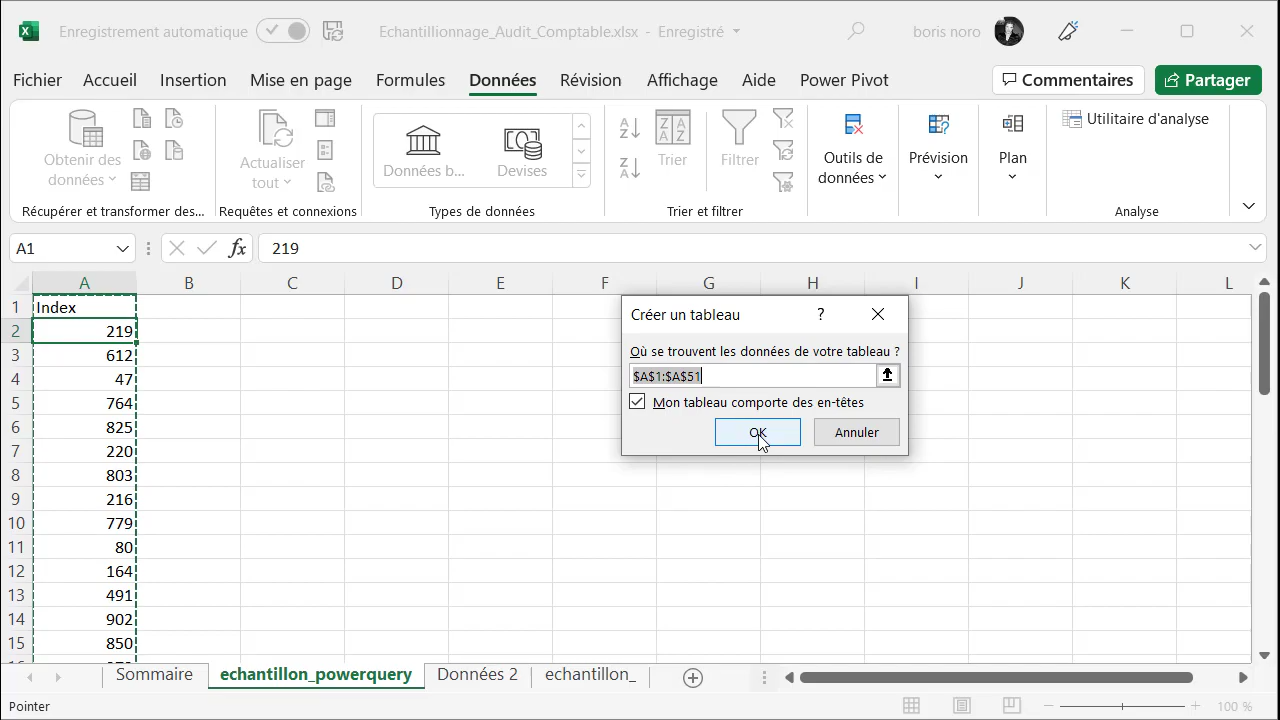 Enregistrement automatique
Echantillionnage_Audit_Comptable.xlsx - Enregistré
boris noro
Fichier Accueil Insertion Mise en page Formules Données Révision Affichage Aide Power Pivot
Commentaires
Partager
Obtenir des
données
Actualiser
tout
Données b...
Devises
Trier
Filtrer
Outils de
données
Prévision
Plan
Utilitaire d'analyse
Récupérer et transformer des...
Requêtes et connexions
Types de données
Trier et filtrer
Analyse
A1
fx
219
A B C D E F G H I J K L
1 Index
2 219
3 612
4 47
5 764
6 825
7 220
8 803
9 216
10 779
11 80
12 164
13 491
14 902
15 850
Créer un tableau
?
Où se trouvent les données de votre tableau ?
$A$1:$A$51
Mon tableau comporte des en-têtes
OK
Annuler
Sommaire
echantillon_powerquery
Données 2
echantillon_
Pointer
100 %